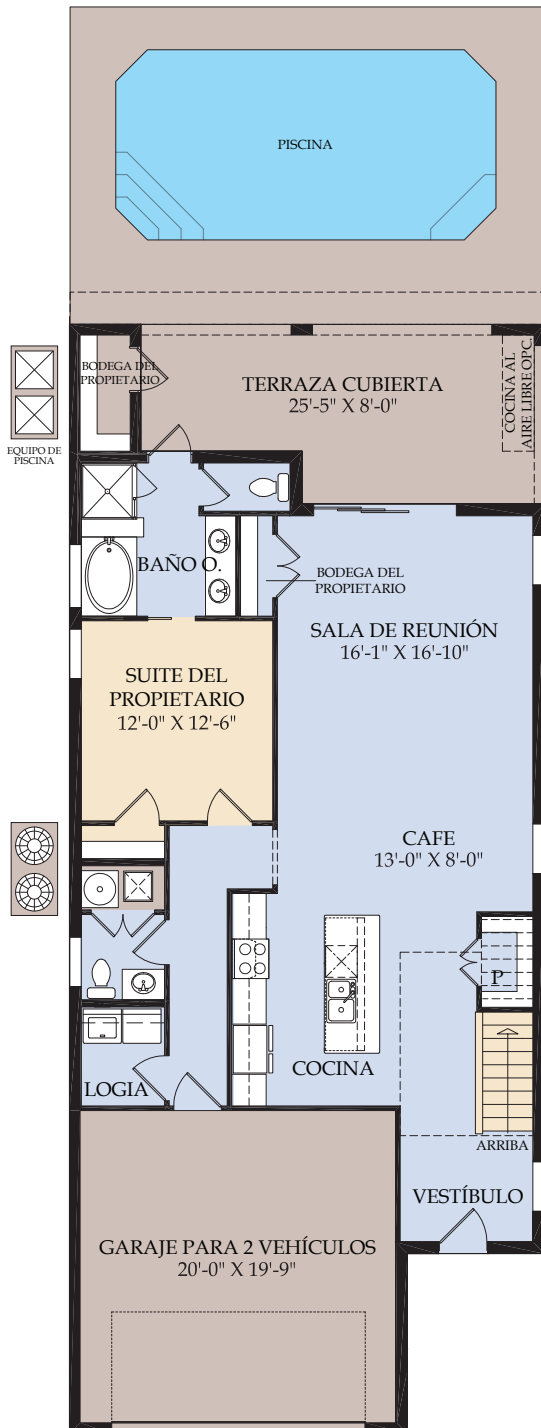 PISCINA
BODEGA DEL
PROPIETARIO
TERRAZA CUBIERTA
25'-5" X 8'-0"
COCINA AL
AIRE LIBRE OPC.
EQUIPO DE
PISCINA
BAÑO O.
BODEGA DEL
PROPIETARIO
SALA DE REUNIÓN
16'-1" X 16'-10"
SUITE DEL
PROPIETARIO
12'-0" X 12'-6"
CAFE
13'-0" X 8'-0"
P
COCINA
LOGIA
ARRIBA
VESTÍBULO
GARAJE PARA 2 VEHÍCULOS
20'-0" X 19'-9"